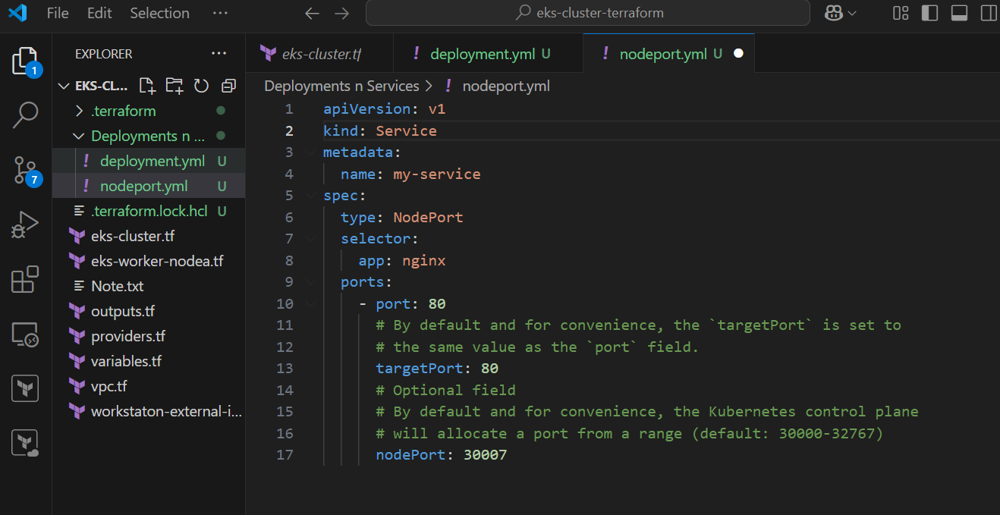 File Edit Selection ··· eks-cluster-terraform
EXPLORER ···
eks-cluster.tf
! deployment.yml U
! nodeport.yml U
1
EKS-CL...
Deployments n Services > ! nodeport.yml
.terraform
Deployments n ...
! deployment.yml U
! nodeport.yml U
.terraform.lock.hcl U
eks-cluster.tf
eks-worker-nodea.tf
Note.txt
outputs.tf
providers.tf
variables.tf
vpc.tf
workstaton-external-i...
7
1 apiVersion: v1
2 kind: Service
3 metadata:
4 name: my-service
5 spec:
6 type: NodePort
7 selector:
8 app: nginx
9 ports:
10 - port: 80
11 # By default and for convenience, the `targetPort` is set to
12 # the same value as the `port` field.
13 targetPort: 80
14 # Optional field
15 # By default and for convenience, the Kubernetes control plane
16 # will allocate a port from a range (default: 30000-32767)
17 nodePort: 30007